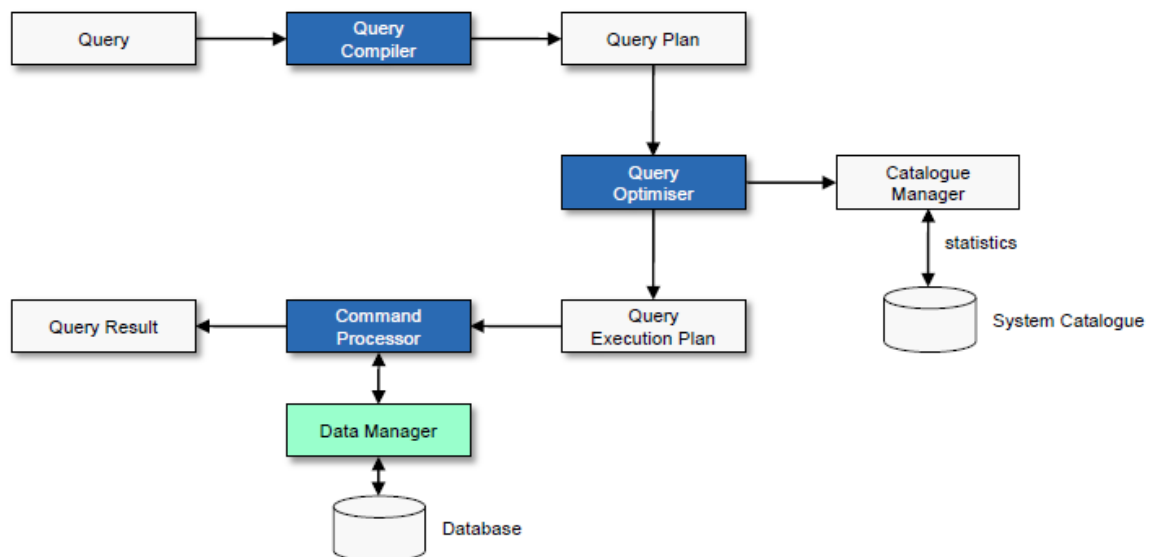 Query
Query
Compiler
Query Plan
Query
Optimiser
Catalogue
Manager
statistics
System Catalogue
Query Result
Command
Processor
Query
Execution Plan
Data Manager
Database